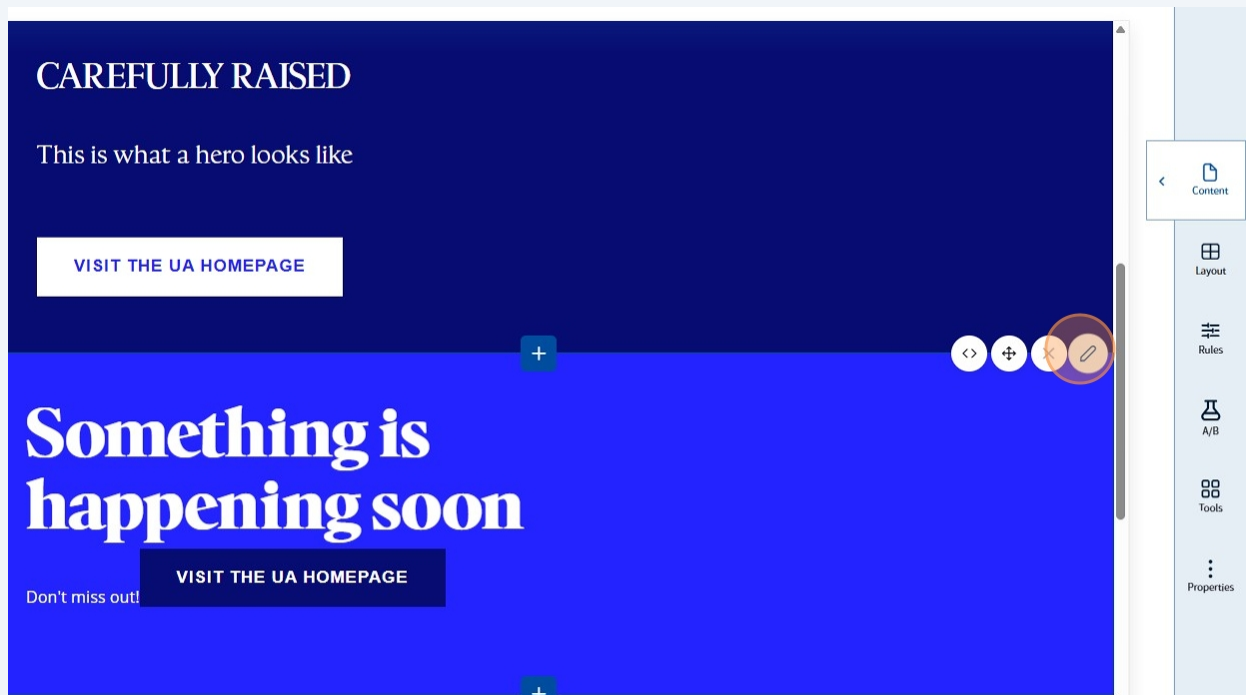 CAREFULLY RAISED
This is what a hero looks like
VISIT THE UA HOMEPAGE
Something is
happening soon
Don't miss out!
VISIT THE UA HOMEPAGE
Content
Layout
Rules
A/B
Tools
Properties